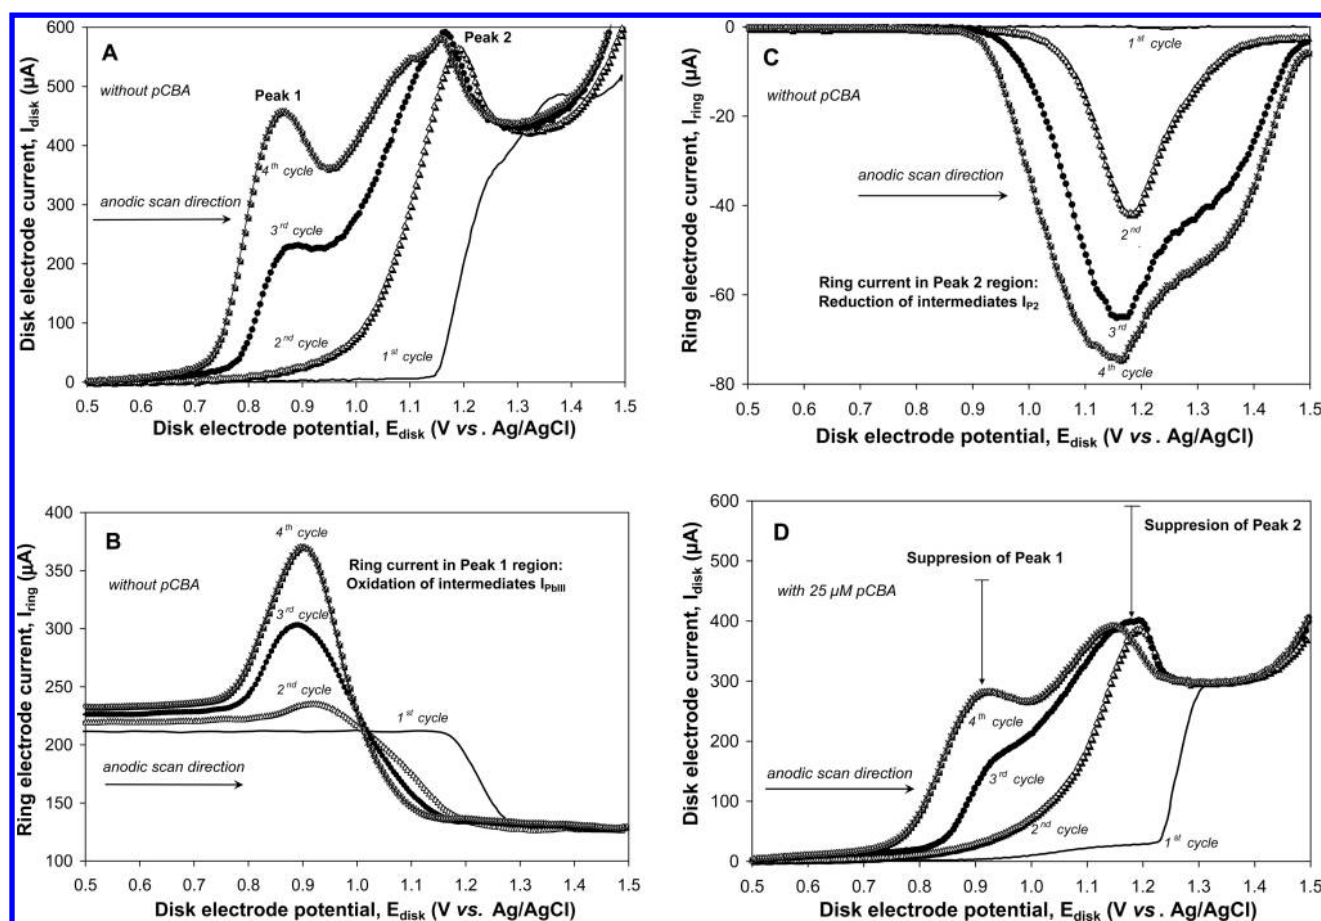 A
without pCBA
Peak 1
Peak 2
4th cycle
3rd cycle
2nd cycle
1st cycle
anodic scan direction
Disk electrode current, Idisk (µA)
600
500
400
300
200
100
0
0.5 0.6 0.7 0.8 0.9 1.0 1.1 1.2 1.3 1.4 1.5
Disk electrode potential, Edisk (V vs. Ag/AgCl)
C
without pCBA
1st cycle
anodic scan direction
2nd
3rd
4th cycle
Ring current in Peak 2 region:
Reduction of intermediates IP2
Ring electrode current, Iring (µA)
0
-20
-40
-60
-80
0.5 0.6 0.7 0.8 0.9 1.0 1.1 1.2 1.3 1.4 1.5
Disk electrode potential, Edisk (V vs. Ag/AgCl)
B
without pCBA
4th cycle
Ring current in Peak 1 region:
Oxidation of intermediates IPbIII
3rd cycle
2nd cycle
1st cycle
anodic scan direction
Ring electrode current, Iring (µA)
400
350
300
250
200
150
100
0.5 0.6 0.7 0.8 0.9 1.0 1.1 1.2 1.3 1.4 1.5
Disk electrode potential, Edisk (V vs. Ag/AgCl)
D
with 25 µM pCBA
Suppresion of Peak 1
Suppresion of Peak 2
4th cycle
3rd cycle
2nd cycle
1st cycle
anodic scan direction
Disk electrode current, Idisk (µA)
600
500
400
300
200
100
0
0.5 0.6 0.7 0.8 0.9 1.0 1.1 1.2 1.3 1.4 1.5
Disk electrode potential, Edisk (V vs. Ag/AgCl)